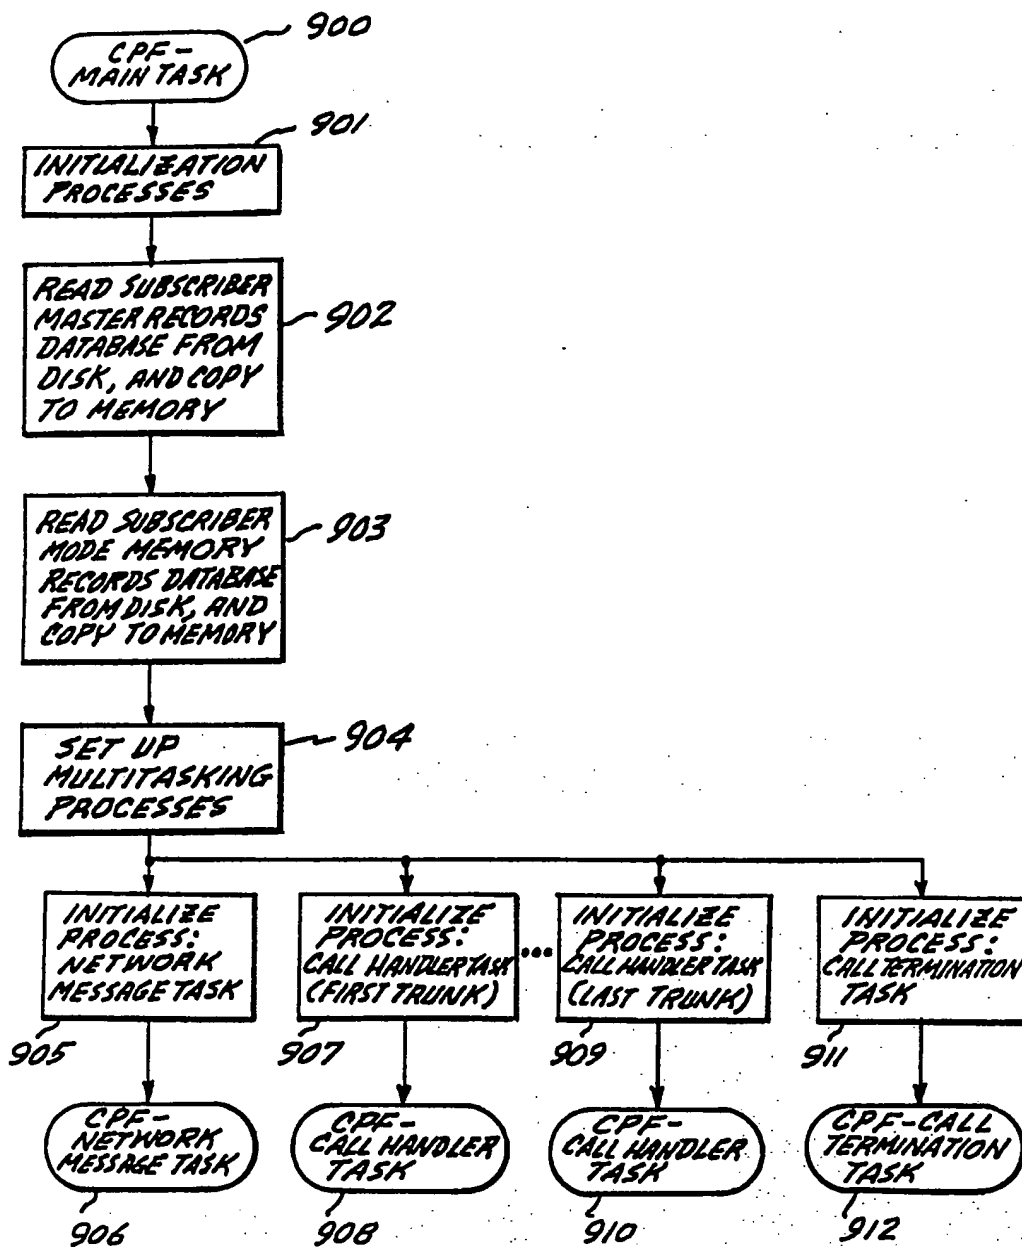 900
CPF-
MAIN TASK
901
INITIALIZATION
PROCESSES
READ SUBSCRIBER
MASTER RECORDS
DATABASE FROM
DISK, AND COPY
TO MEMORY
902
READ SUBSCRIBER
MODE MEMORY
RECORDS DATABASE
FROM DISK, AND
COPY TO MEMORY
903
SET UP
MULTITASKING
PROCESSES
904
INITIALIZE
PROCESS:
NETWORK
MESSAGE TASK
905
INITIALIZE
PROCESS:
CALL HANDLER TASK
(FIRST TRUNK)
907
...
INITIALIZE
PROCESS:
CALL HANDLER TASK
(LAST TRUNK)
909
INITIALIZE
PROCESS:
CALL TERMINATION
TASK
911
CPF-
NETWORK
MESSAGE TASK
906
CPF-
CALL HANDLER
TASK
908
CPF-
CALL HANDLER
TASK
910
CPF-CALL
TERMINATION
TASK
912